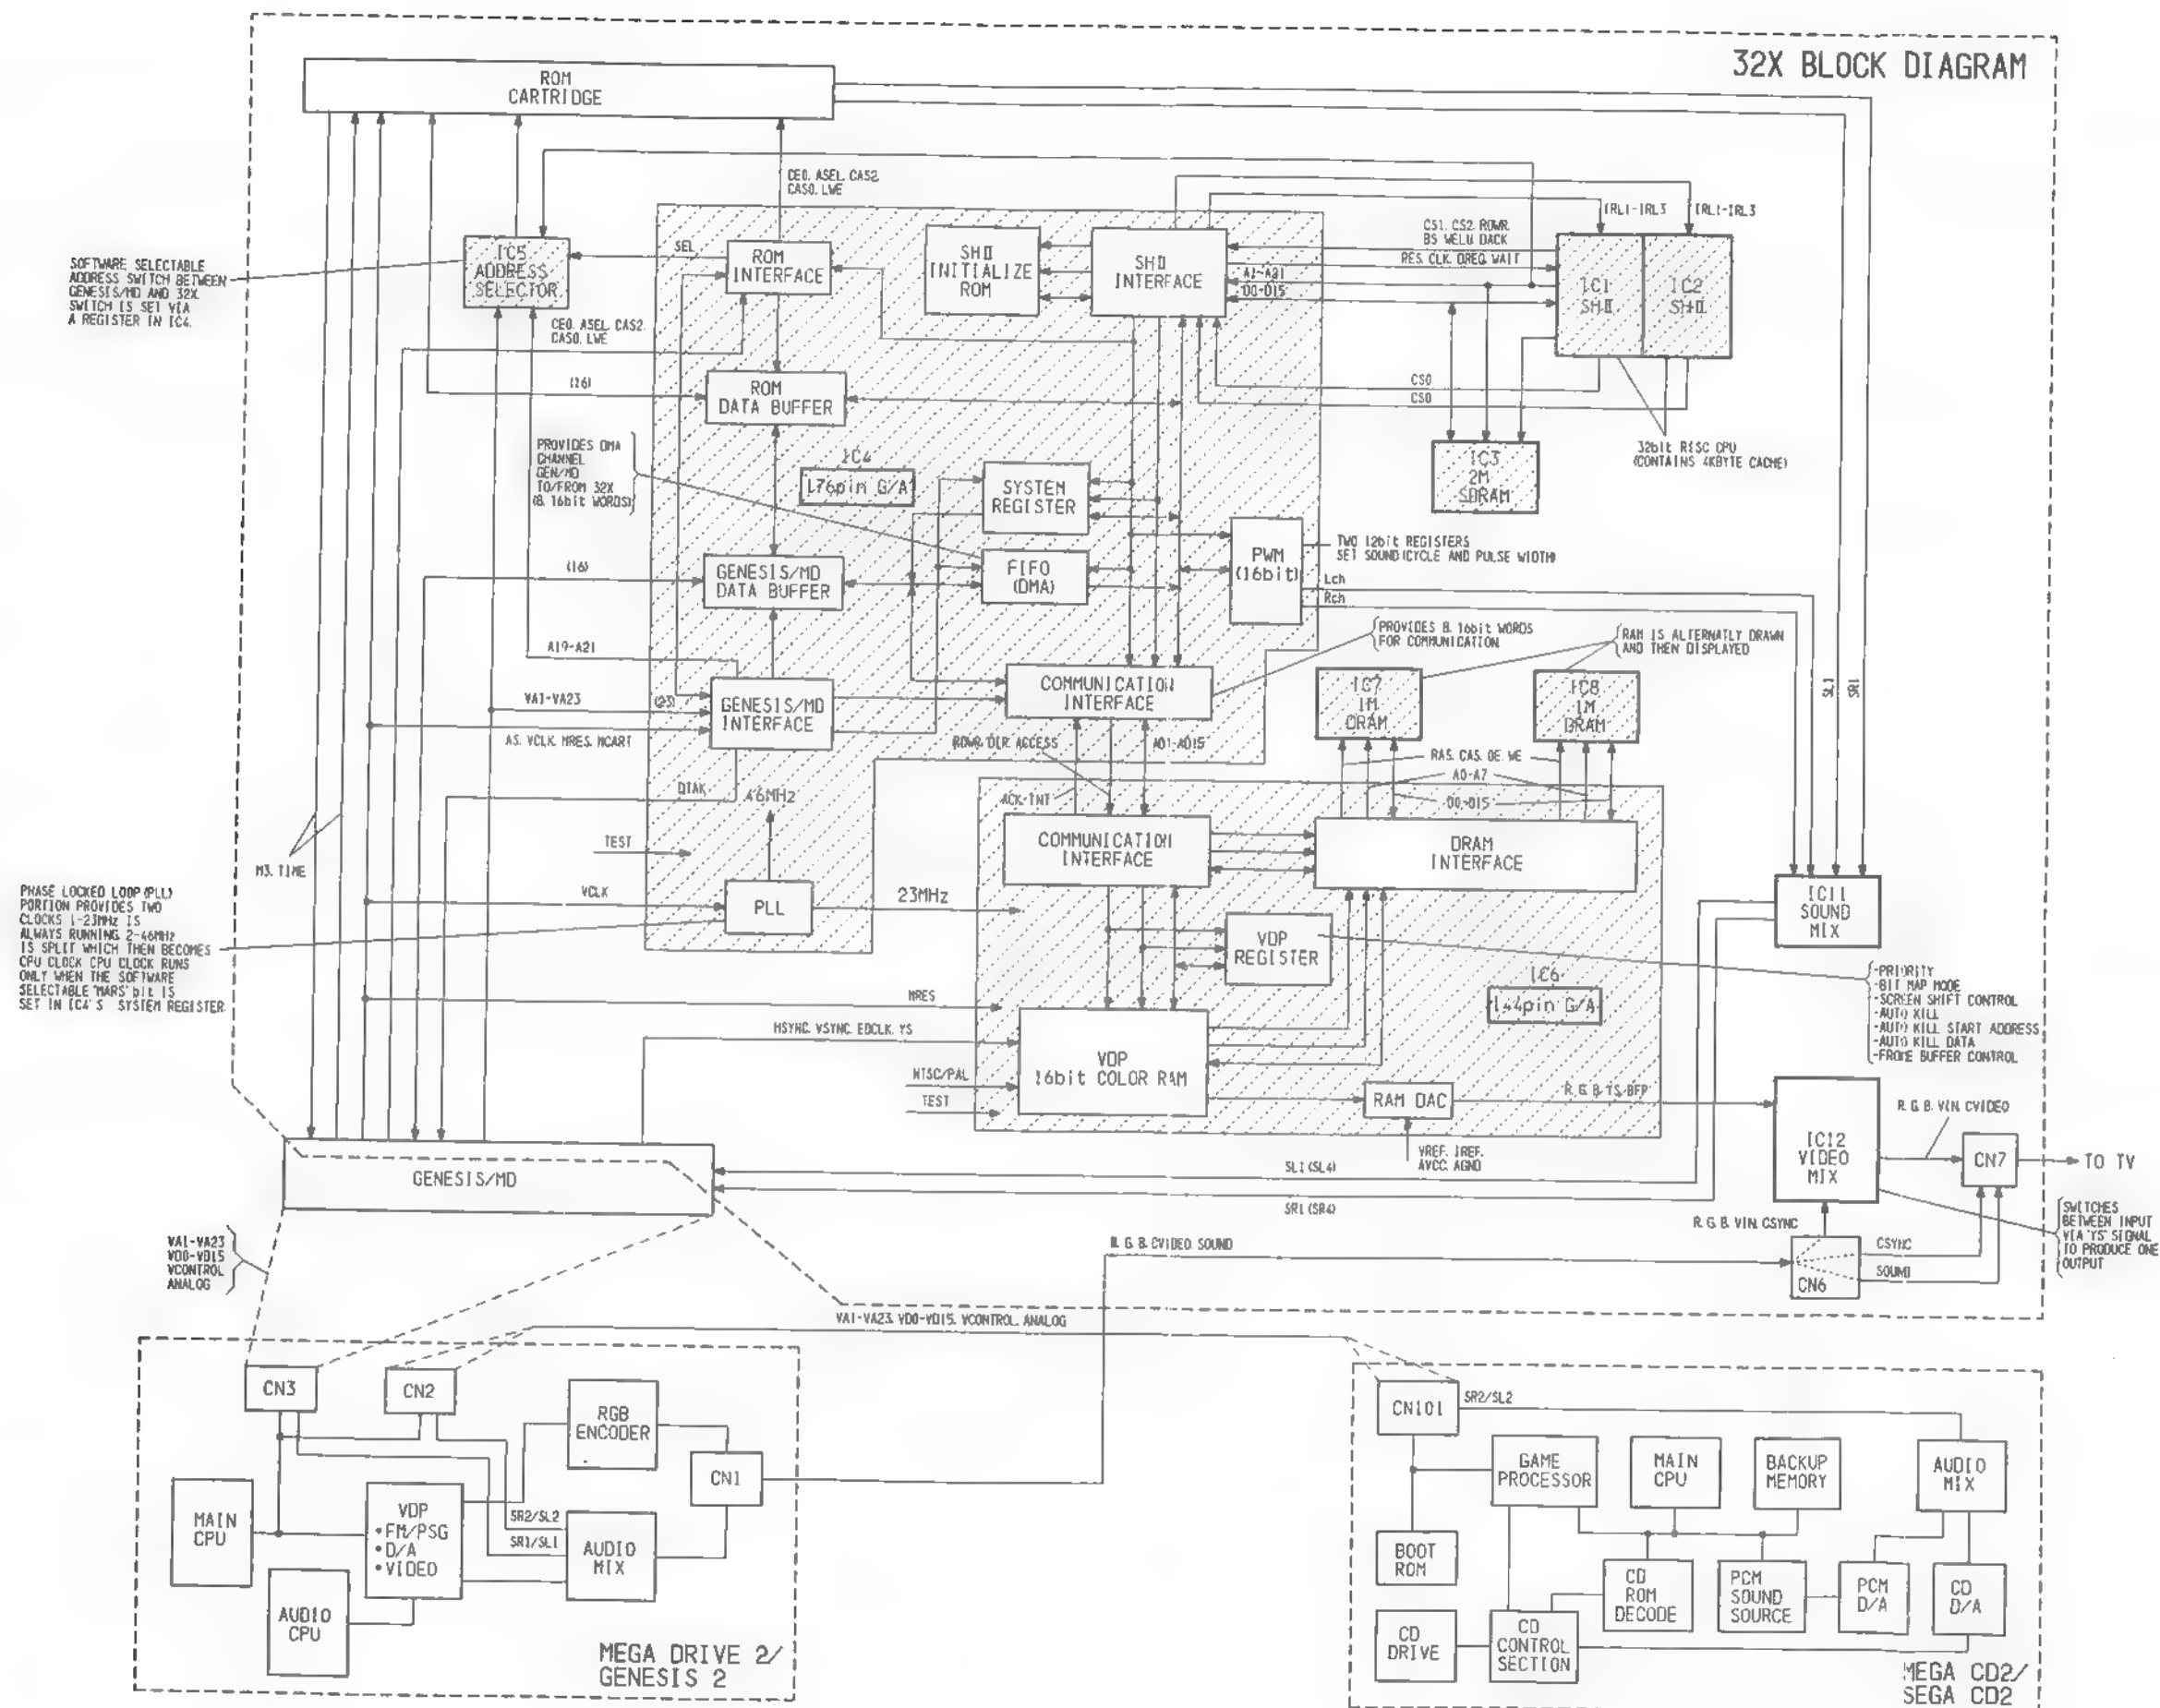 32X BLOCK DIAGRAM
ROM
CARTRIDGE
CE0. ASEL. CAS2.
CAS0. LWE
IRL1-IRL3
IRL1-IRL3
SOFTWARE SELECTABLE
ADDRESS SWITCH BETWEEN
GENESIS/MD AND 32X.
SWITCH IS SET VIA
A REGISTER IN IC4.
IC5
ADDRESS
SELECTOR
SEL
ROM
INTERFACE
SHⅡ
INITIALIZE
ROM
SHⅡ
INTERFACE
CS1. CS2. RDWR.
BS. WELU. DACK
RES. CLK. DREQ. WAIT
A1-A21
D0-D15
IC1
SHⅡ
IC2
SHⅡ
CE0. ASEL. CAS2.
CAS0. LWE
(16)
ROM
DATA BUFFER
CS0
CS0
32bit RISC CPU
(CONTAINS 4KBYTE CACHE)
PROVIDES DMA
CHANNEL
GEN/MD
TO/FROM 32X
(8. 16bit WORDS)
IC4
176pin G/A
SYSTEM
REGISTER
IC3
2M
SDRAM
PWM
(16bit)
TWO 12bit REGISTERS
SET SOUND(CYCLE AND PULSE WIDTH)
Lch
Rch
(16)
GENESIS/MD
DATA BUFFER
FIFO
(DMA)
PROVIDES 8. 16bit WORDS
FOR COMMUNICATION
RAM IS ALTERNATLY DRAWN
AND THEN DISPLAYED
A19-A21
VA1-VA23
(23)
GENESIS/MD
INTERFACE
AS. VCLK. MRES. MCART
COMMUNICATION
INTERFACE
IC7
1M
DRAM
IC8
1M
DRAM
SL1
SR1
RDWR. DIR. ACCESS
AD1-AD15
RAS. CAS. OE. WE
A0-A7
D0-D15
DTAK
46MHz
ACK. INT
TEST
M3. TIME
COMMUNICATION
INTERFACE
DRAM
INTERFACE
PHASE LOCKED LOOP (PLL)
PORTION PROVIDES TWO
CLOCKS 1-23MHz IS
ALWAYS RUNNING 2-46MHz
IS SPLIT WHICH THEN BECOMES
CPU CLOCK CPU CLOCK RUNS
ONLY WHEN THE SOFTWARE
SELECTABLE "MARS" bit IS
SET IN IC4'S SYSTEM REGISTER.
VCLK
PLL
23MHz
VDP
REGISTER
IC6
144pin G/A
IC11
SOUND
MIX
-PRIORITY
-BIT MAP MODE
-SCREEN SHIFT CONTROL
-AUTO KILL
-AUTO KILL START ADDRESS
-AUTO KILL DATA
-FROME BUFFER CONTROL
MRES
HSYNC. VSYNC. EDCLK. YS
NTSC/PAL
TEST
VDP
16bit COLOR RAM
RAM DAC
R. G. B. YS. BFP
VREF. IREF.
AVCC. AGND
IC12
VIDEO
MIX
R. G. B. VIN. CVIDEO
CN7
TO TV
GENESIS/MD
SL1 (SL4)
SR1 (SR4)
VA1-VA23
VD0-VD15
VCONTROL
ANALOG
R. G. B. VIN. CSYNC
R. G. B. CVIDEO. SOUND
CN6
CSYNC
SOUND
SWITCHES
BETWEEN INPUT
VIA "YS" SIGNAL
TO PRODUCE ONE
OUTPUT
VA1-VA23. VD0-VD15. VCONTROL. ANALOG
CN3
CN2
RGB
ENCODER
CN1
MAIN
CPU
VDP
•FM/PSG
•D/A
•VIDEO
SR2/SL2
SR1/SL1
AUDIO
MIX
AUDIO
CPU
MEGA DRIVE 2/
GENESIS 2
CN101
SR2/SL2
GAME
PROCESSOR
MAIN
CPU
BACKUP
MEMORY
AUDIO
MIX
BOOT
ROM
CD
ROM
DECODE
PCM
SOUND
SOURCE
PCM
D/A
CD
D/A
CD
DRIVE
CD
CONTROL
SECTION
MEGA CD2/
SEGA CD2